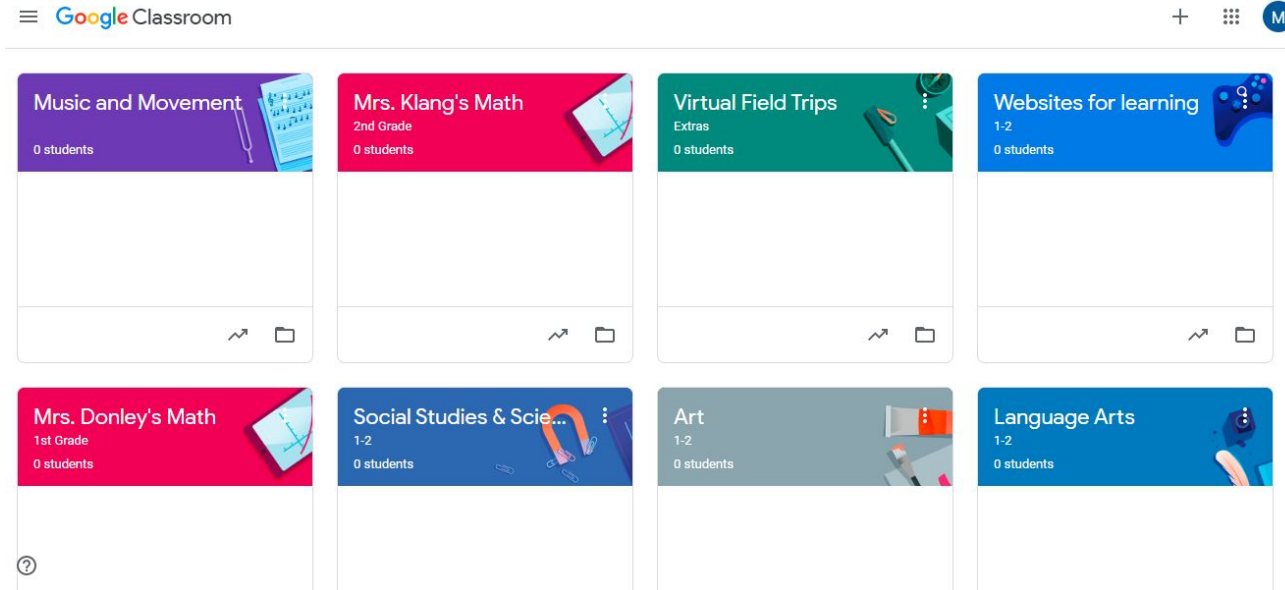 Google Classroom
M
Music and Movement
0 students
Mrs. Klang's Math
2nd Grade
0 students
Virtual Field Trips
Extras
0 students
Websites for learning
1-2
0 students
Mrs. Donley's Math
1st Grade
0 students
Social Studies & Scie...
1-2
0 students
Art
1-2
0 students
Language Arts
1-2
0 students